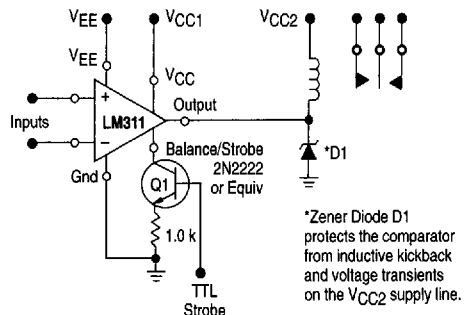 VEE VCC1 VCC2
VEE
VCC
+
LM311
Output
Inputs
−
Balance/Strobe
2N2222
or Equiv
Gnd
Q1
*D1
1.0 k
TTL
Strobe
*Zener Diode D1
protects the comparator
from inductive kickback
and voltage transients
on the VCC2 supply line.